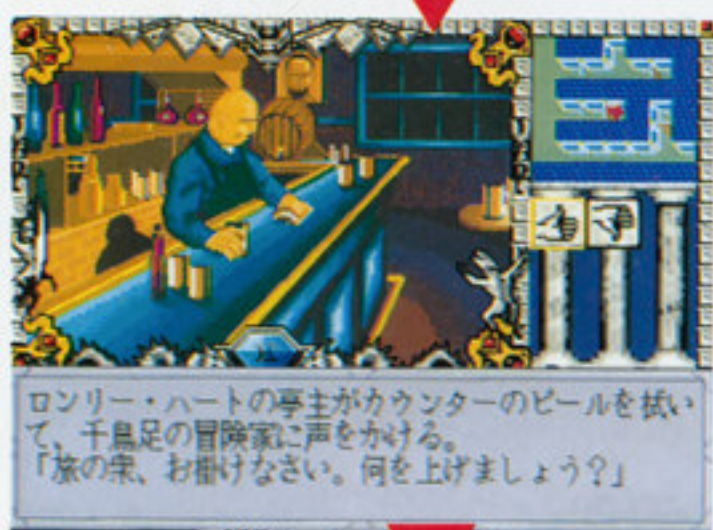 ロンリー・ハートの亭主がカウンターのビールを拭い
て、千鳥足の冒険家に声をかける。
「旅の衆、お掛けなさい。何を上げましょう？」